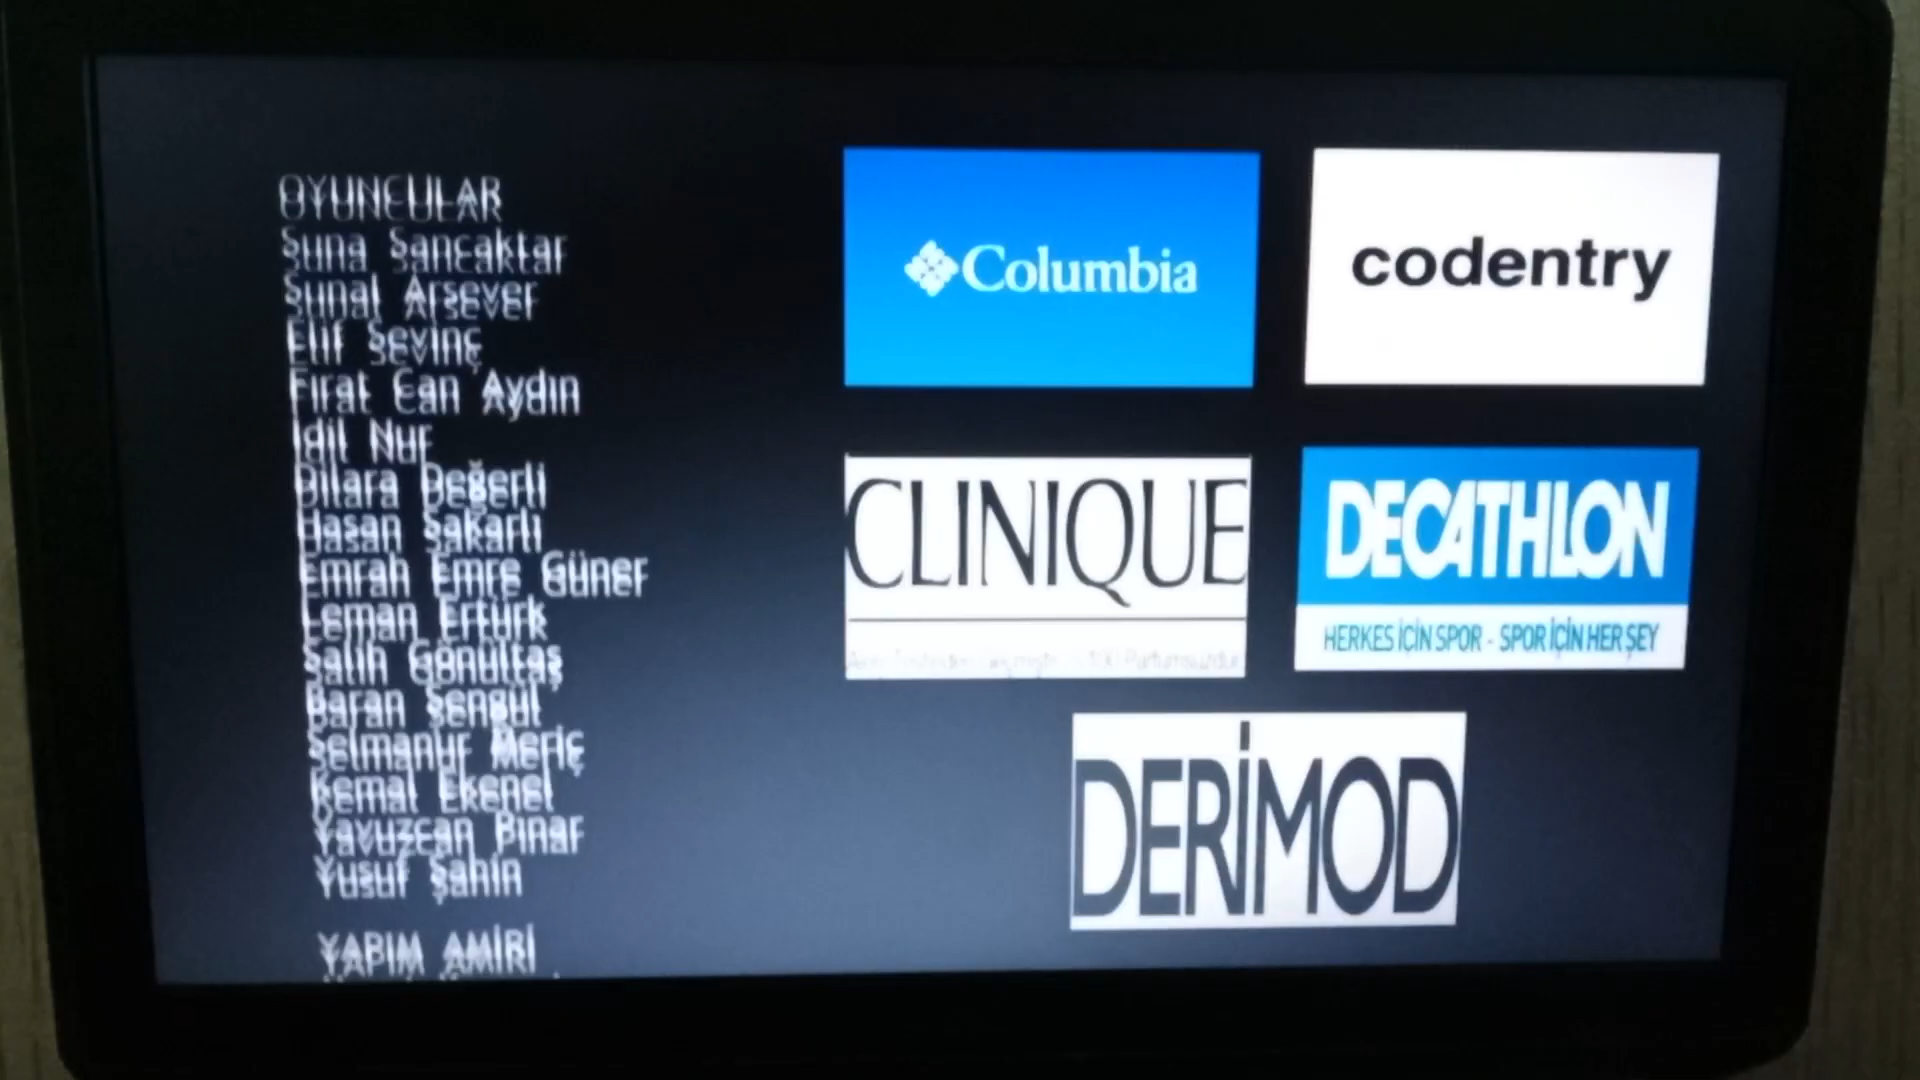 OYUNCULAR
Suna Sancaktar
Sunal Arsever
Elif Sevinç
Fırat Can Aydın
İdil Nur
Dilara Değerli
Hasan Şakarlı
Emrah Emre Güner
Leman Ertürk
Salih Gönültaş
Baran Şengül
Selmanur Meriç
Kemal Ekenel
Yavuzcan Pınar
Yusuf Şahin
YAPIM AMİRİ
Columbia
codentry
CLINIQUE
DECATHLON
HERKES İÇİN SPOR - SPOR İÇİN HER ŞEY
DERİMOD